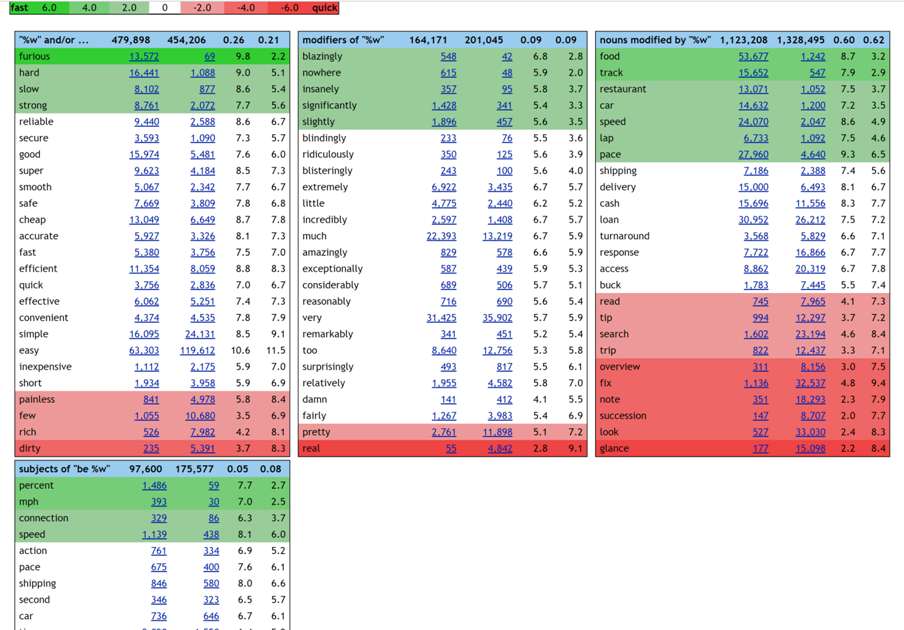 fast 6.0 4.0 2.0 0 -2.0 -4.0 -6.0 quick
"%w" and/or ... 479,898 454,206 0.26 0.21
furious 13,572 69 9.8 2.2
hard 16,441 1,088 9.0 5.1
slow 8,102 877 8.6 5.4
strong 8,761 2,072 7.7 5.6
reliable 9,440 2,588 8.6 6.7
secure 3,593 1,090 7.3 5.7
good 15,974 5,481 7.6 6.0
super 9,623 4,184 8.5 7.3
smooth 5,067 2,342 7.7 6.7
safe 7,669 3,809 7.8 6.8
cheap 13,049 6,649 8.7 7.8
accurate 5,927 3,326 8.1 7.3
fast 5,380 3,756 7.5 7.0
efficient 11,354 8,059 8.8 8.3
quick 3,756 2,836 7.0 6.7
effective 6,062 5,251 7.4 7.3
convenient 4,374 4,535 7.8 7.9
simple 16,095 24,131 8.5 9.1
easy 63,303 119,612 10.6 11.5
inexpensive 1,112 2,175 5.9 7.0
short 1,934 3,958 5.9 6.9
painless 841 4,978 5.8 8.4
few 1,055 10,680 3.5 6.9
rich 526 7,982 4.2 8.1
dirty 235 5,391 3.7 8.3
modifiers of "%w" 164,171 201,045 0.09 0.09
blazingly 548 42 6.8 2.8
nowhere 615 48 5.9 2.0
insanely 357 95 5.8 3.7
significantly 1,428 341 5.4 3.3
slightly 1,896 457 5.6 3.5
blindingly 233 76 5.5 3.6
ridiculously 350 125 5.6 3.9
blisteringly 243 100 5.6 4.0
extremely 6,922 3,435 6.7 5.7
little 4,775 2,440 6.2 5.2
incredibly 2,597 1,408 6.7 5.7
much 22,393 13,219 6.7 5.9
amazingly 829 578 6.6 5.9
exceptionally 587 439 5.9 5.3
considerably 689 506 5.7 5.1
reasonably 716 690 5.6 5.4
very 31,425 35,902 5.7 5.9
remarkably 341 451 5.2 5.4
too 8,640 12,756 5.3 5.8
surprisingly 493 817 5.5 6.1
relatively 1,955 4,582 5.8 7.0
damn 141 412 4.1 5.5
fairly 1,267 3,983 5.4 6.9
pretty 2,761 11,898 5.1 7.2
real 55 4,842 2.8 9.1
nouns modified by "%w" 1,123,208 1,328,495 0.60 0.62
food 53,677 1,242 8.7 3.2
track 15,652 547 7.9 2.9
restaurant 13,071 1,052 7.5 3.7
car 14,632 1,200 7.2 3.5
speed 24,070 2,047 8.6 4.9
lap 6,733 1,092 7.5 4.6
pace 27,960 4,640 9.3 6.5
shipping 7,186 2,388 7.4 5.6
delivery 15,000 6,493 8.1 6.7
cash 15,696 11,556 8.3 7.7
loan 30,952 26,212 7.5 7.2
turnaround 3,568 5,829 6.6 7.1
response 7,722 16,866 6.7 7.7
access 8,862 20,319 6.7 7.8
buck 1,783 7,445 5.5 7.4
read 745 7,965 4.1 7.3
tip 994 12,297 3.7 7.2
search 1,602 23,194 4.6 8.4
trip 822 12,437 3.3 7.1
overview 311 8,156 3.0 7.5
fix 1,136 32,537 4.8 9.4
note 351 18,293 2.3 7.9
succession 147 8,707 2.0 7.7
look 527 33,030 2.4 8.3
glance 177 15,098 2.2 8.4
subjects of "be %w" 97,600 175,577 0.05 0.08
percent 1,486 59 7.7 2.7
mph 393 30 7.0 2.5
connection 329 86 6.3 3.7
speed 1,139 438 8.1 6.0
action 761 334 6.9 5.2
pace 675 400 7.6 6.1
shipping 846 580 8.0 6.6
second 346 323 6.5 5.7
car 736 646 6.7 6.1